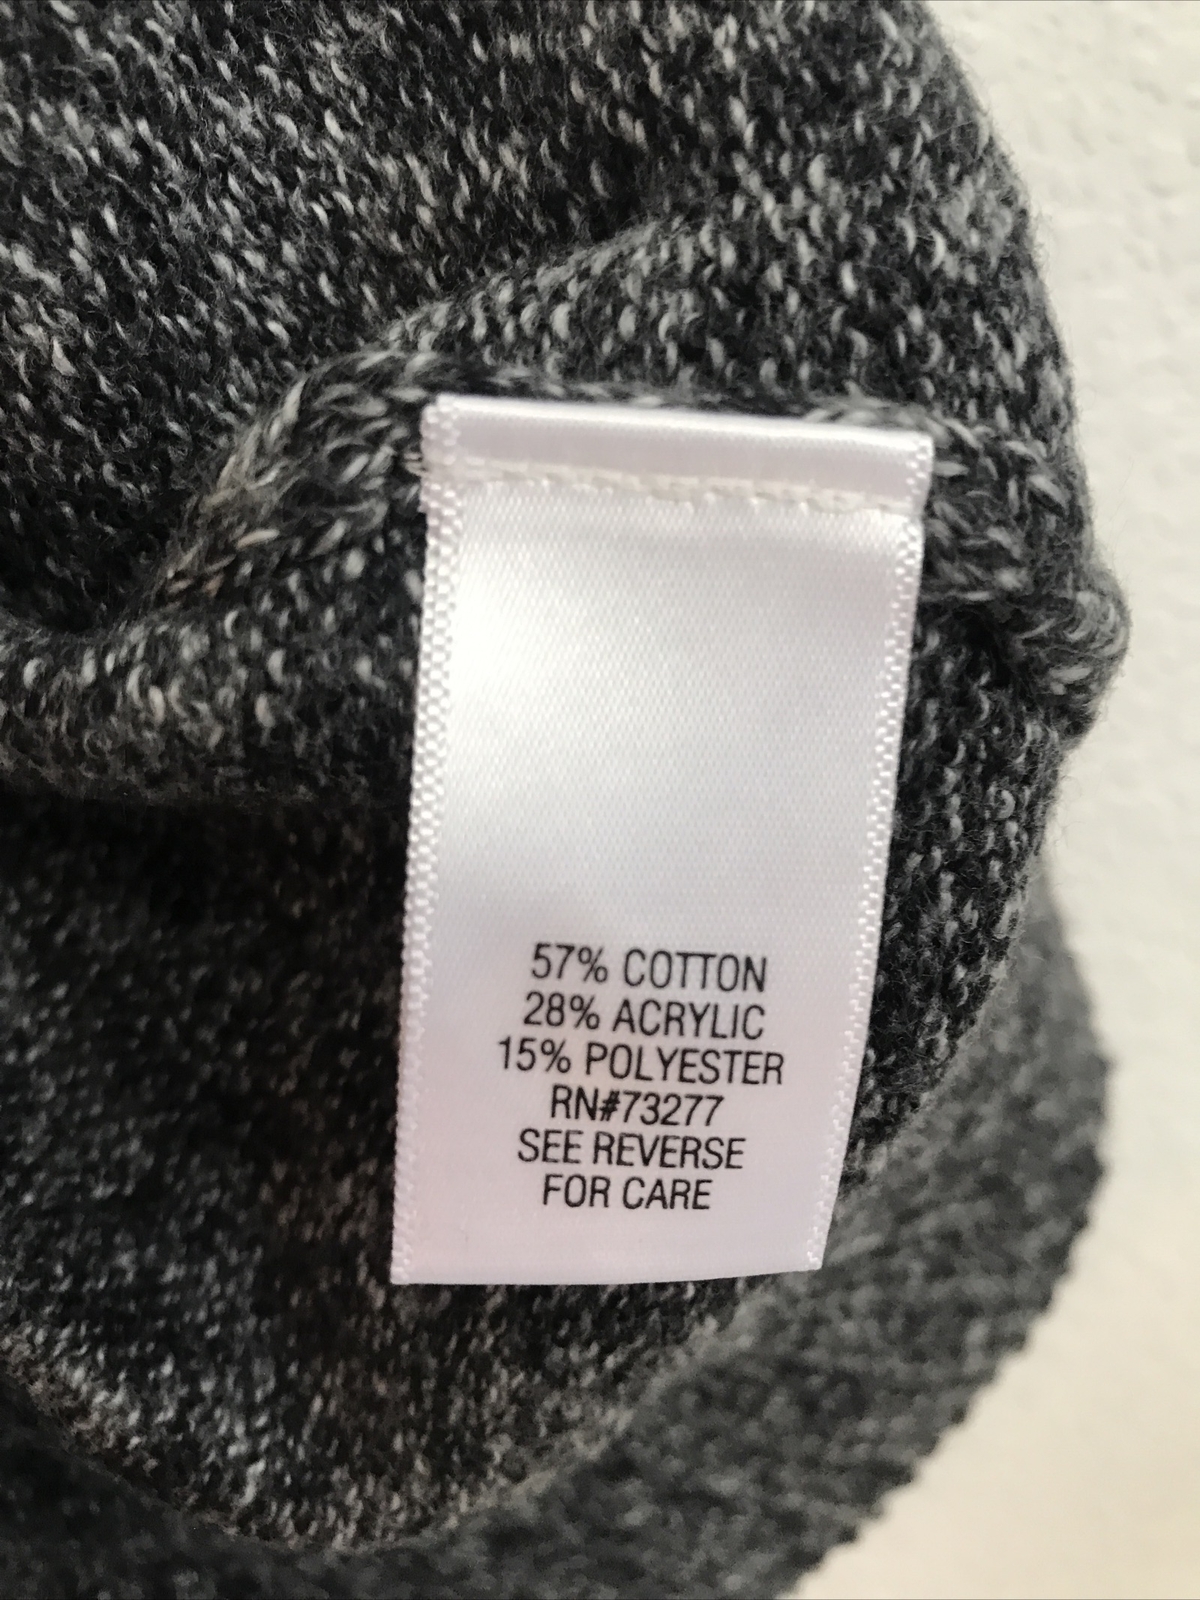 57% COTTON
28% ACRYLIC
15% POLYESTER
RN#73277
SEE REVERSE
FOR CARE